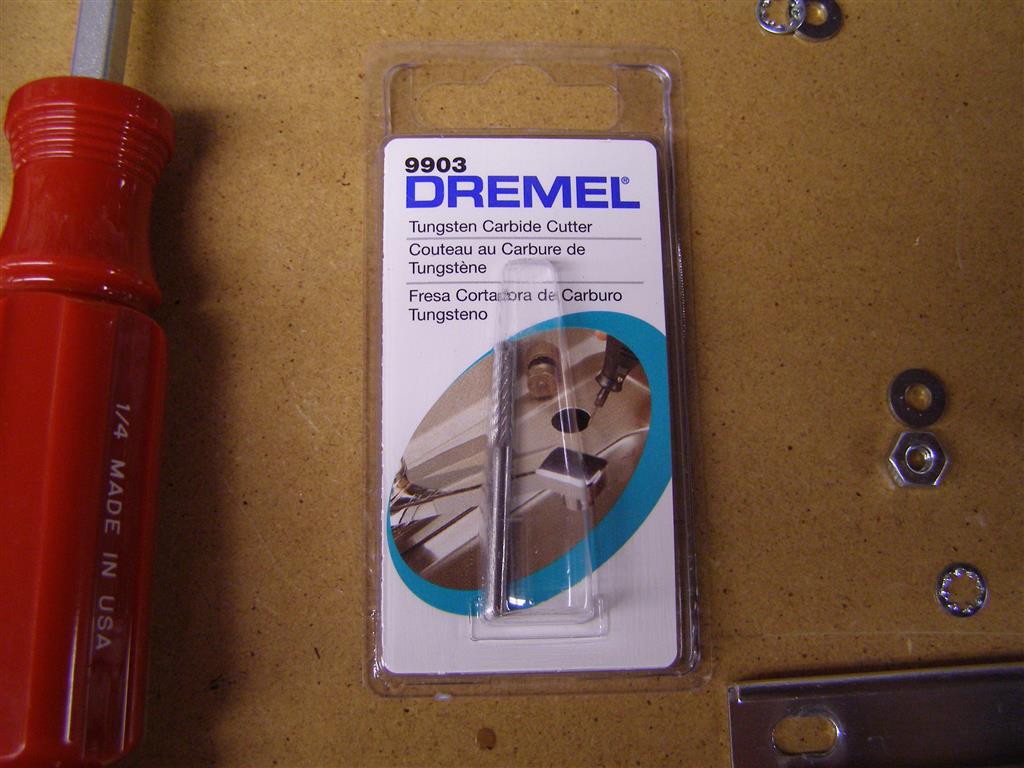 9903
DREMEL®
Tungsten Carbide Cutter
Couteau au Carbure de
Tungstène
Fresa Cortadora de Carburo
Tungsteno
1/4 MADE IN USA